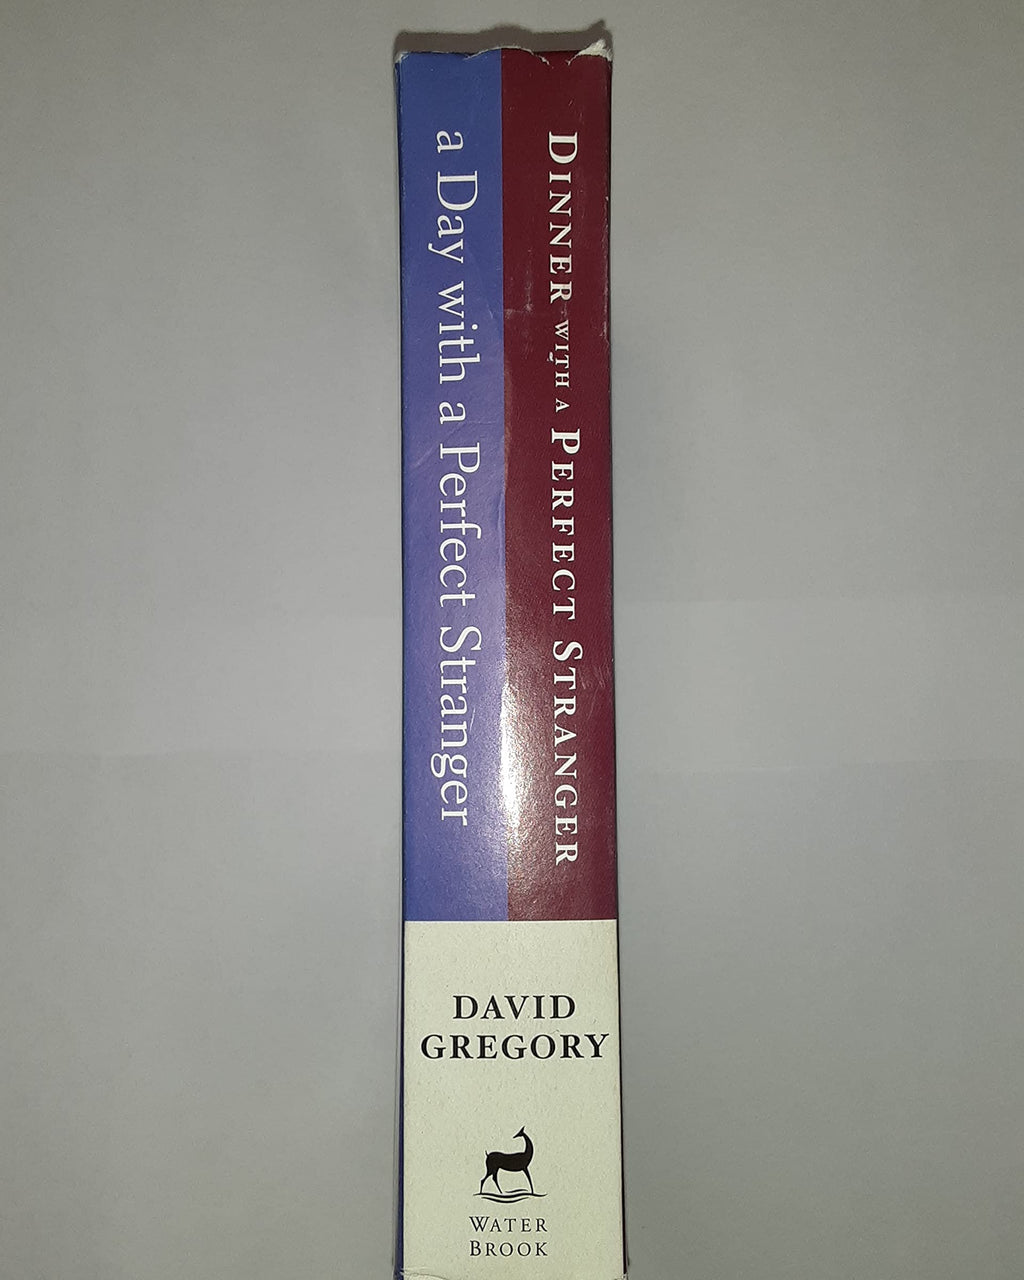 DINNER WITH A PERFECT STRANGER
a Day with a Perfect Stranger
DAVID
GREGORY
WATER
BROOK